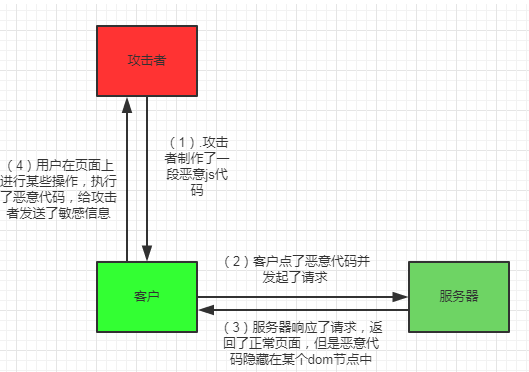 攻击者
（1）.攻击
者制作了一
段恶意js代
码
（4）用户在页面上
进行某些操作，执行
了恶意代码，给攻击
者发送了敏感信息
（2）客户点了恶意代码并
发起了请求
客户
服务器
（3）服务器响应了请求，返
回了正常页面，但是恶意代
码隐藏在某个dom节点中